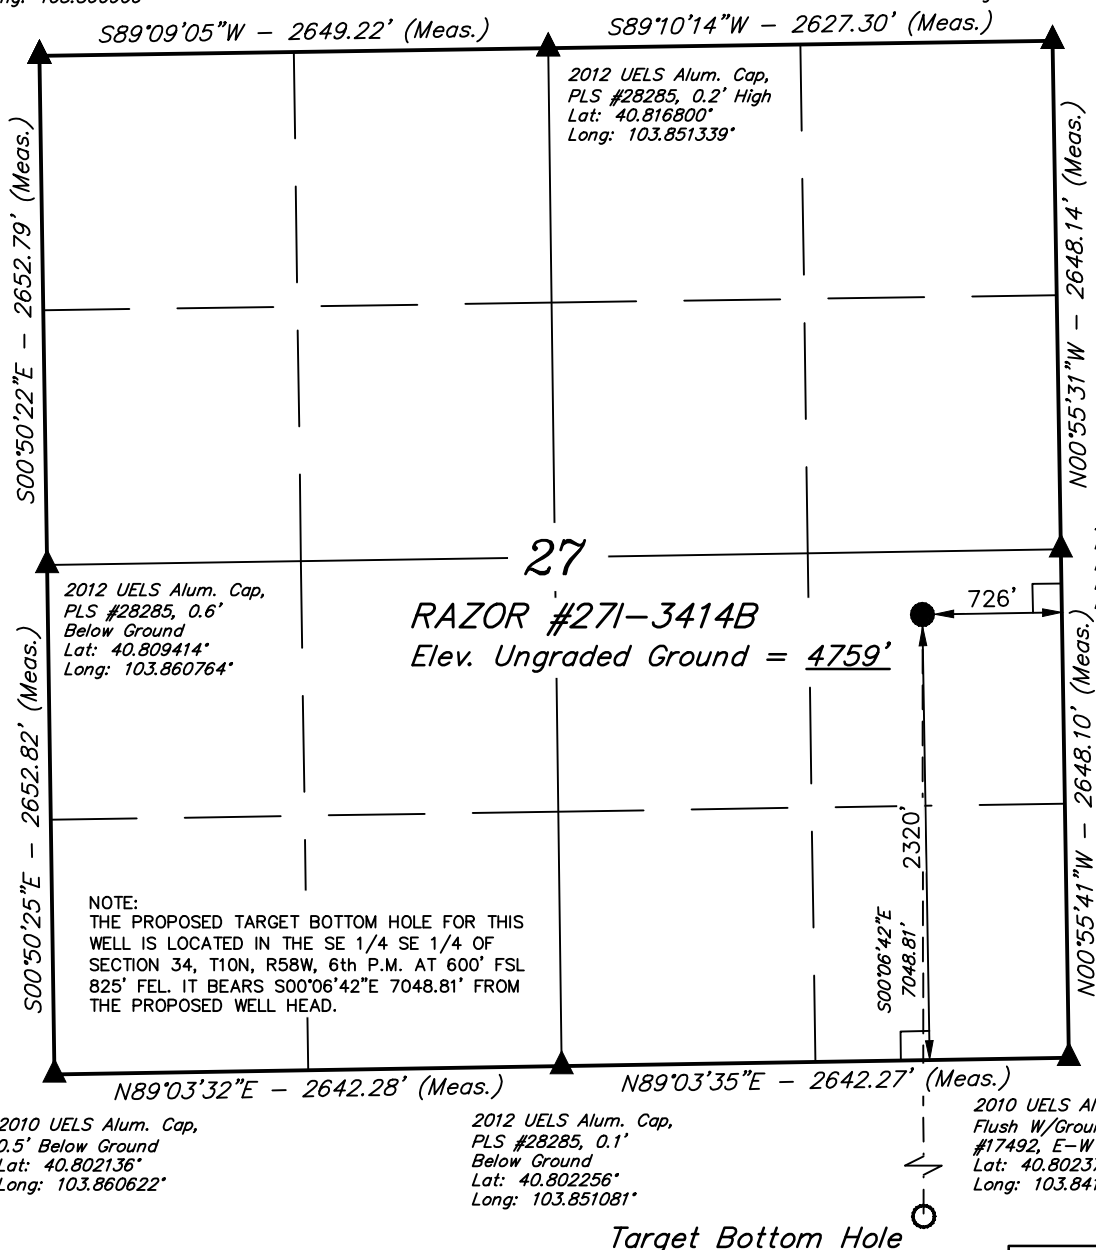 S89°09'05"W - 2649.22' (Meas.)
S89°10'14"W - 2627.30' (Meas.)
2012 UELS Alum. Cap,
PLS #28285, 0.2' High
Lat: 40.816800°
Long: 103.851339°
S00°50'22"E - 2652.79' (Meas.)
N00°55'31"W - 2648.14' (Meas.)
27
2012 UELS Alum. Cap,
PLS #28285, 0.6'
Below Ground
Lat: 40.809414°
Long: 103.860764°
RAZOR #27I-3414B
Elev. Ungraded Ground = 4759'
726'
S00°50'25"E - 2652.82' (Meas.)
2320'
S00°06'42"E
7048.81'
N00°55'41"W - 2648.10' (Meas.)
NOTE:
THE PROPOSED TARGET BOTTOM HOLE FOR THIS
WELL IS LOCATED IN THE SE 1/4 SE 1/4 OF
SECTION 34, T10N, R58W, 6th P.M. AT 600' FSL
825' FEL. IT BEARS S00°06'42"E 7048.81' FROM
THE PROPOSED WELL HEAD.
N89°03'32"E - 2642.28' (Meas.)
N89°03'35"E - 2642.27' (Meas.)
2010 UELS Alum. Cap,
0.5' Below Ground
Lat: 40.802136°
Long: 103.860622°
2012 UELS Alum. Cap,
PLS #28285, 0.1'
Below Ground
Lat: 40.802256°
Long: 103.851081°
2010 UELS Al
Flush W/Grou
#17492, E-W
Lat: 40.80237
Long: 103.841
Target Bottom Hole